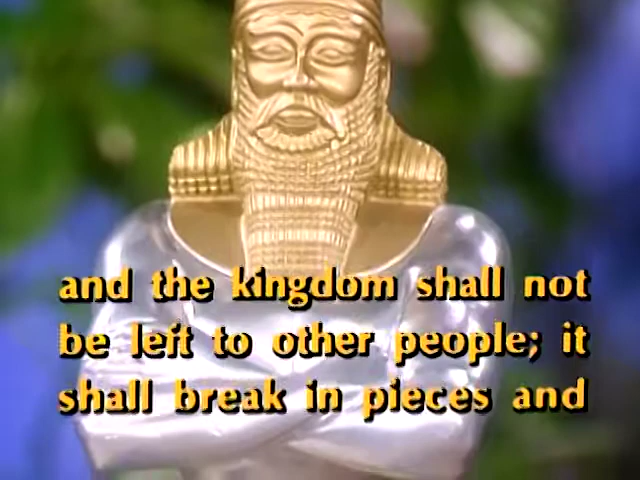 and the kingdom shall not
be left to other people; it
shall break in pieces and